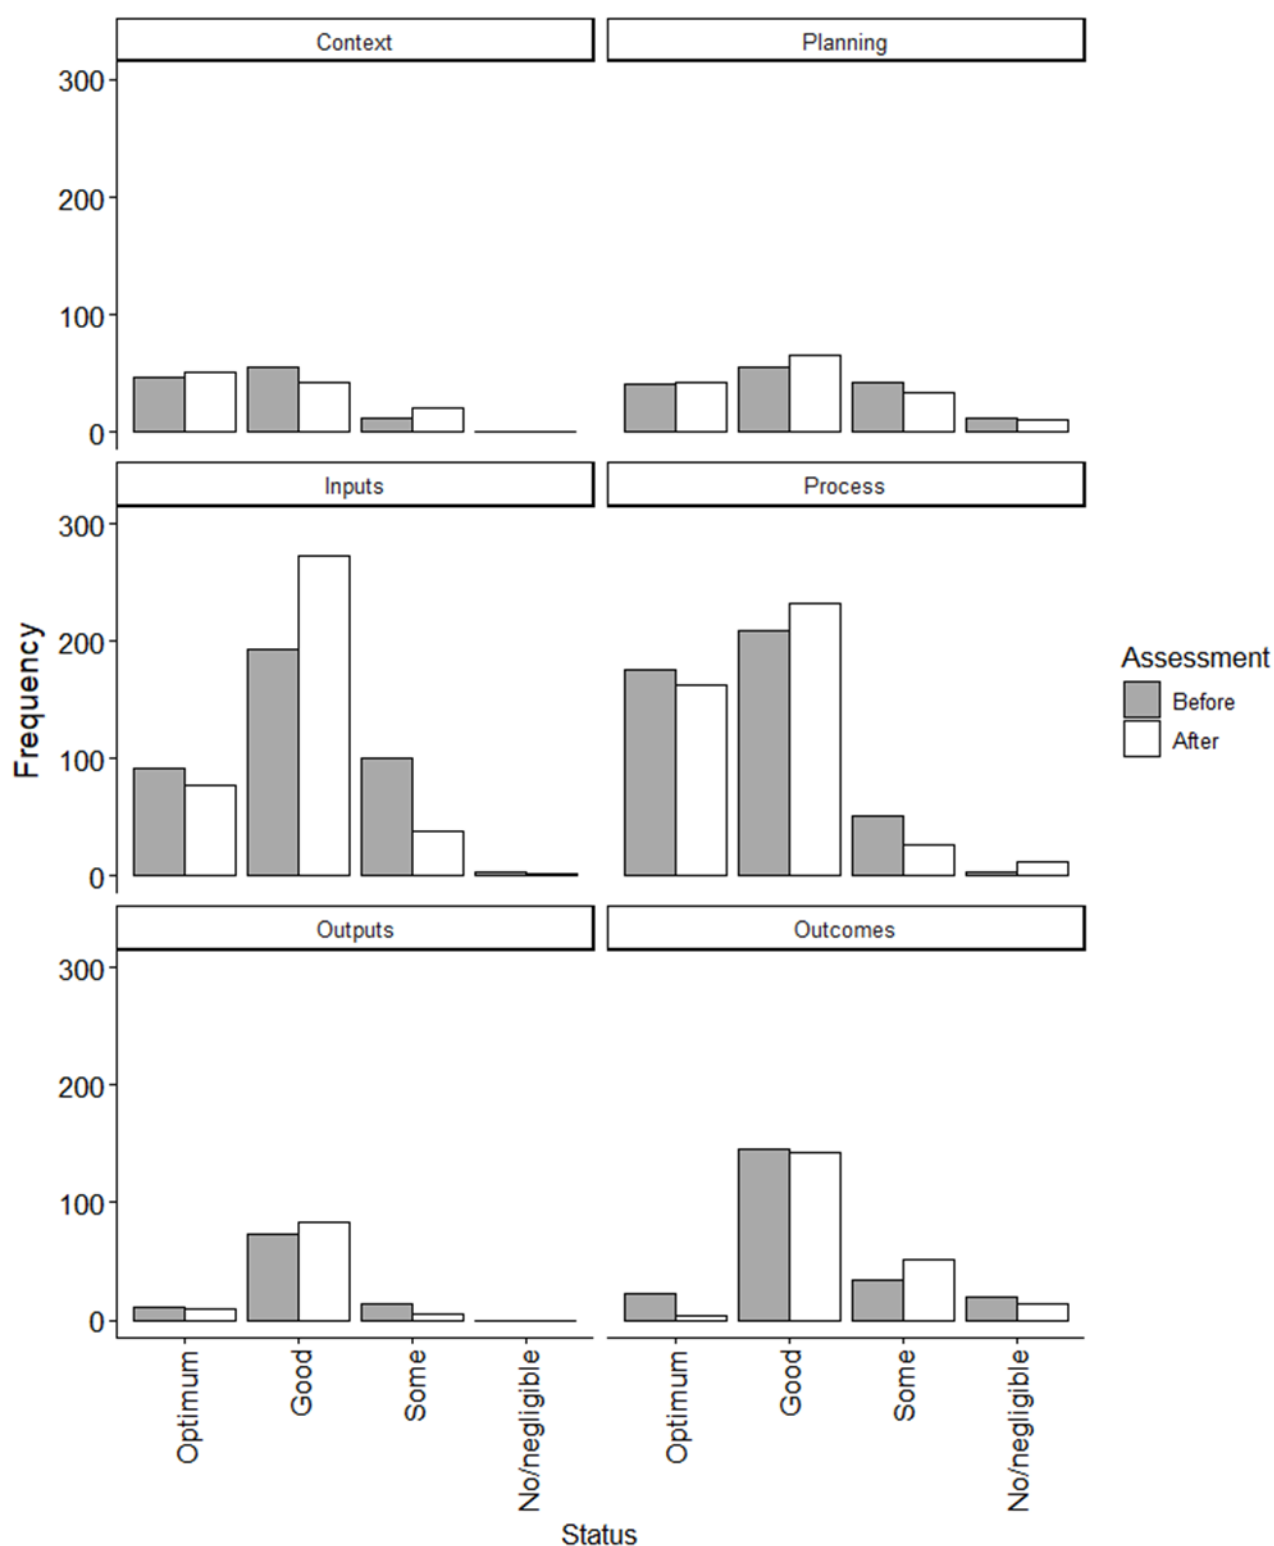 Context Planning
300
200
100
0
Inputs Process
300
200
100
0
Outputs Outcomes
300
200
100
0
Optimum Good Some No/negligible Optimum Good Some No/negligible
Status
Frequency
Assessment
Before
After